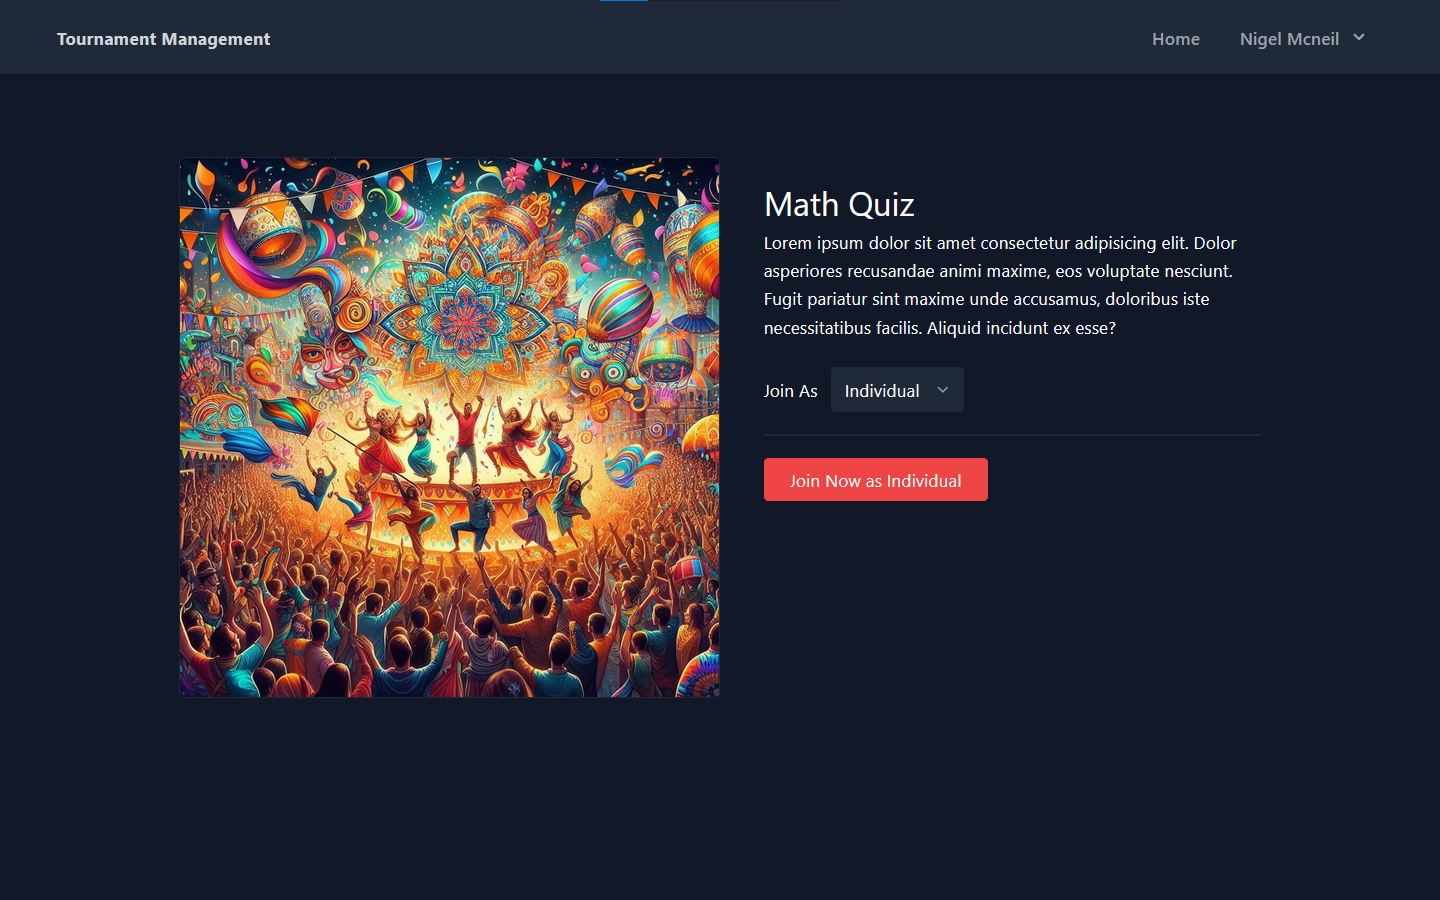 Tournament Management
Home
Nigel Mcneil
Math Quiz
Lorem ipsum dolor sit amet consectetur adipisicing elit. Dolor
asperiores recusandae animi maxime, eos voluptate nesciunt.
Fugit pariatur sint maxime unde accusamus, doloribus iste
necessitatibus facilis. Aliquid incidunt ex esse?
Join As
Individual
Join Now as Individual